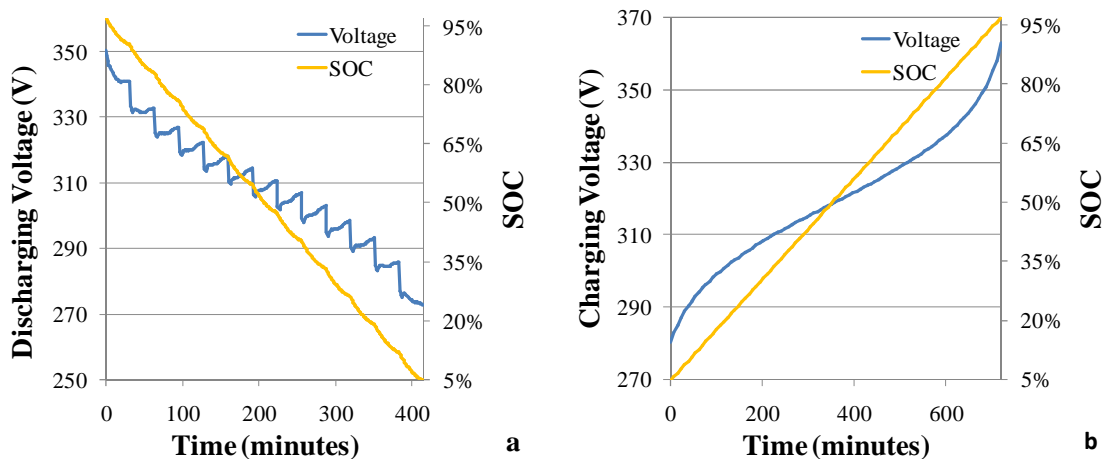 Discharging Voltage (V)
350
330
310
290
270
250
0
100
200
300
400
Time (minutes)
Voltage
SOC
95%
80%
65%
50%
35%
20%
5%
SOC
a
Charging Voltage (V)
370
350
330
310
290
270
0
200
400
600
Time (minutes)
Voltage
SOC
95%
80%
65%
50%
35%
20%
5%
SOC
b